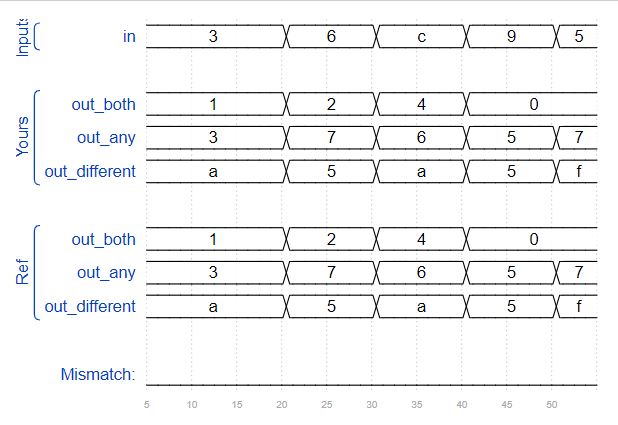 Inputs
in 3 6 c 9 5
Yours
out_both 1 2 4 0
out_any 3 7 6 5 7
out_different a 5 a 5 f
Ref
out_both 1 2 4 0
out_any 3 7 6 5 7
out_different a 5 a 5 f
Mismatch:
5 10 15 20 25 30 35 40 45 50